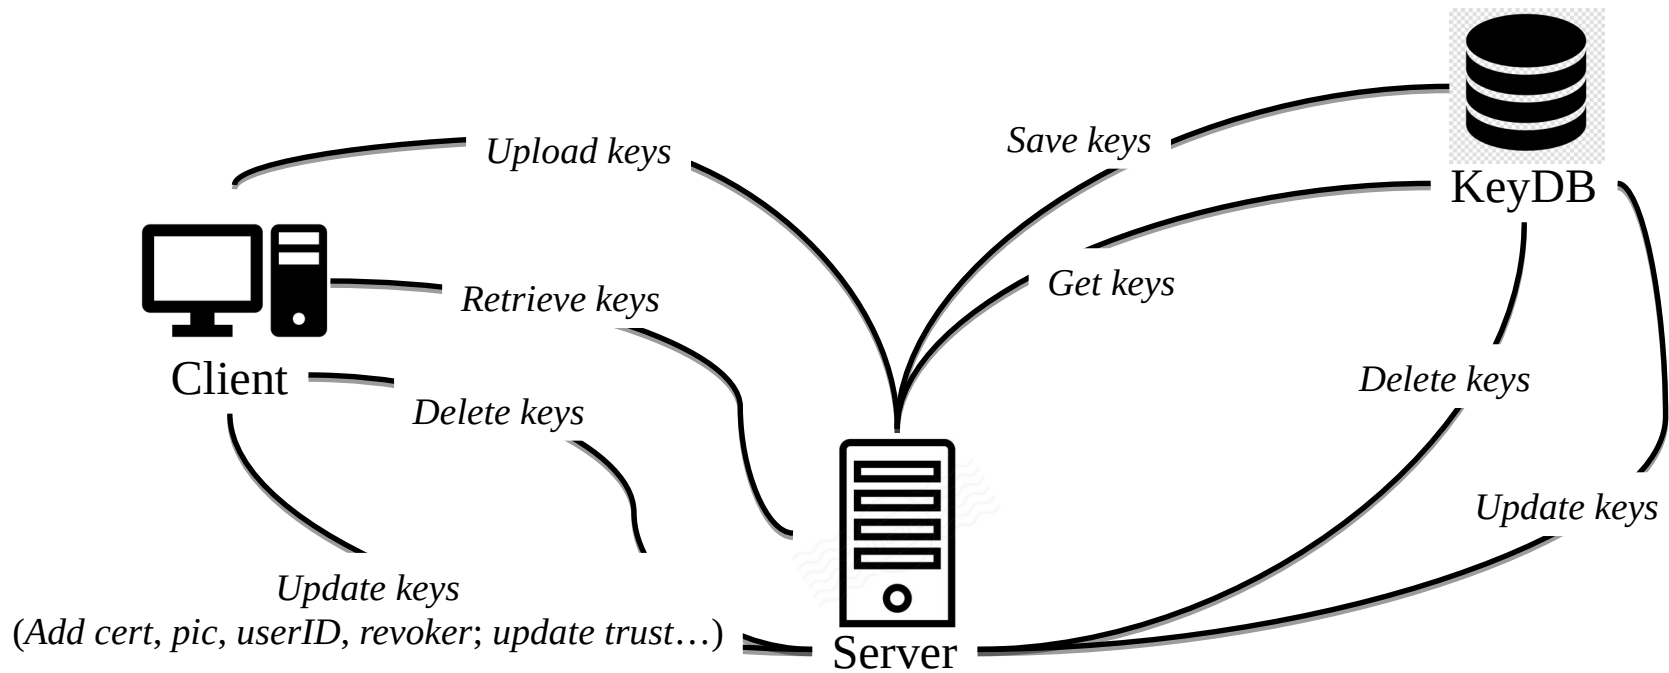 Upload keys
Save keys
KeyDB
Get keys
Retrieve keys
Client
Delete keys
Delete keys
Update keys
Update keys
(Add cert, pic, userID, revoker; update trust…)
Server